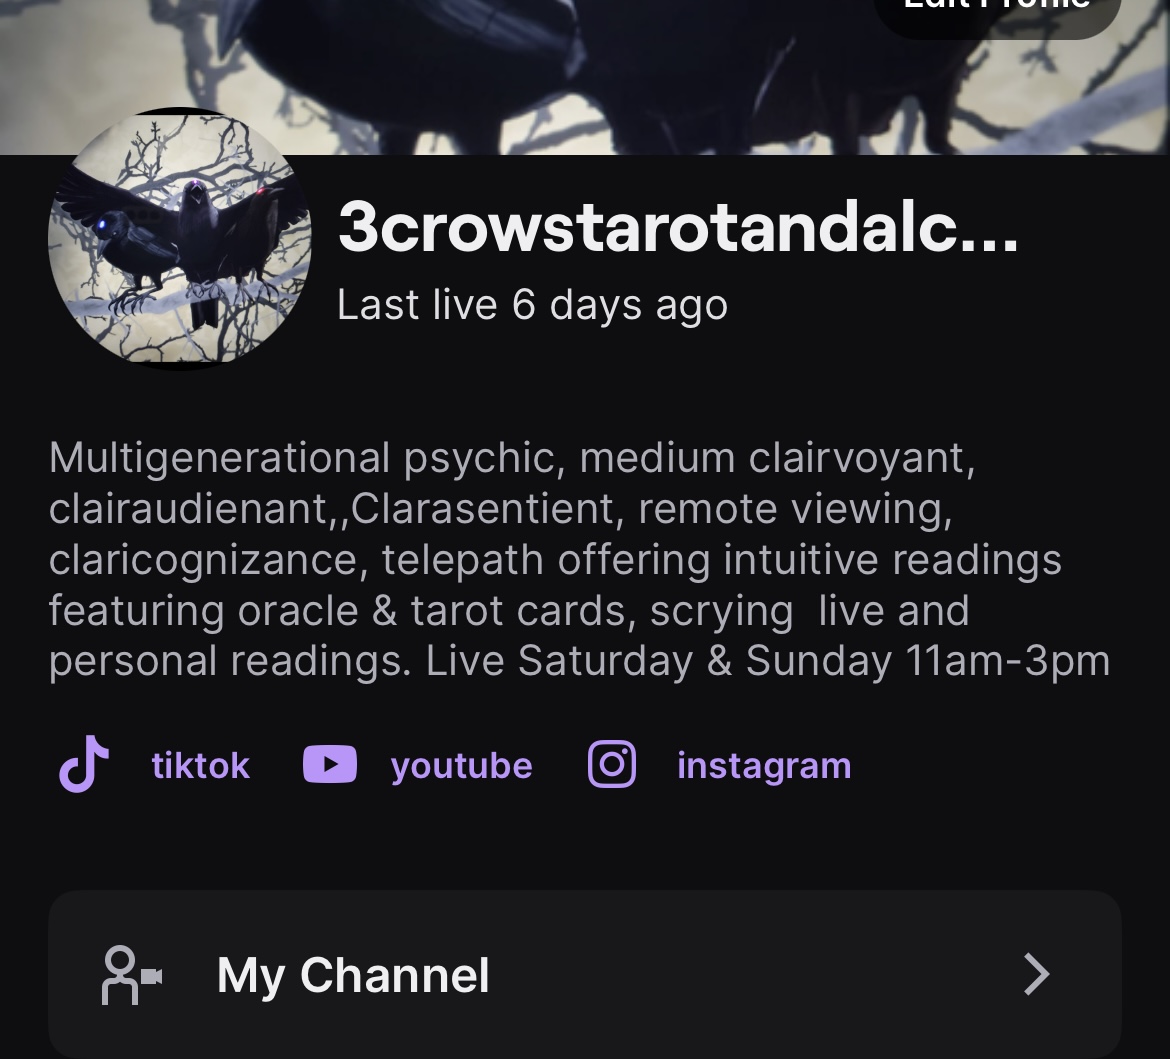 Edit Profile
3crowstarotandalc...
Last live 6 days ago
Multigenerational psychic, medium clairvoyant,
clairaudienant,,Clarasentient, remote viewing,
claricognizance, telepath offering intuitive readings
featuring oracle & tarot cards, scrying  live and
personal readings. Live Saturday & Sunday 11am-3pm
tiktok youtube instagram
My Channel